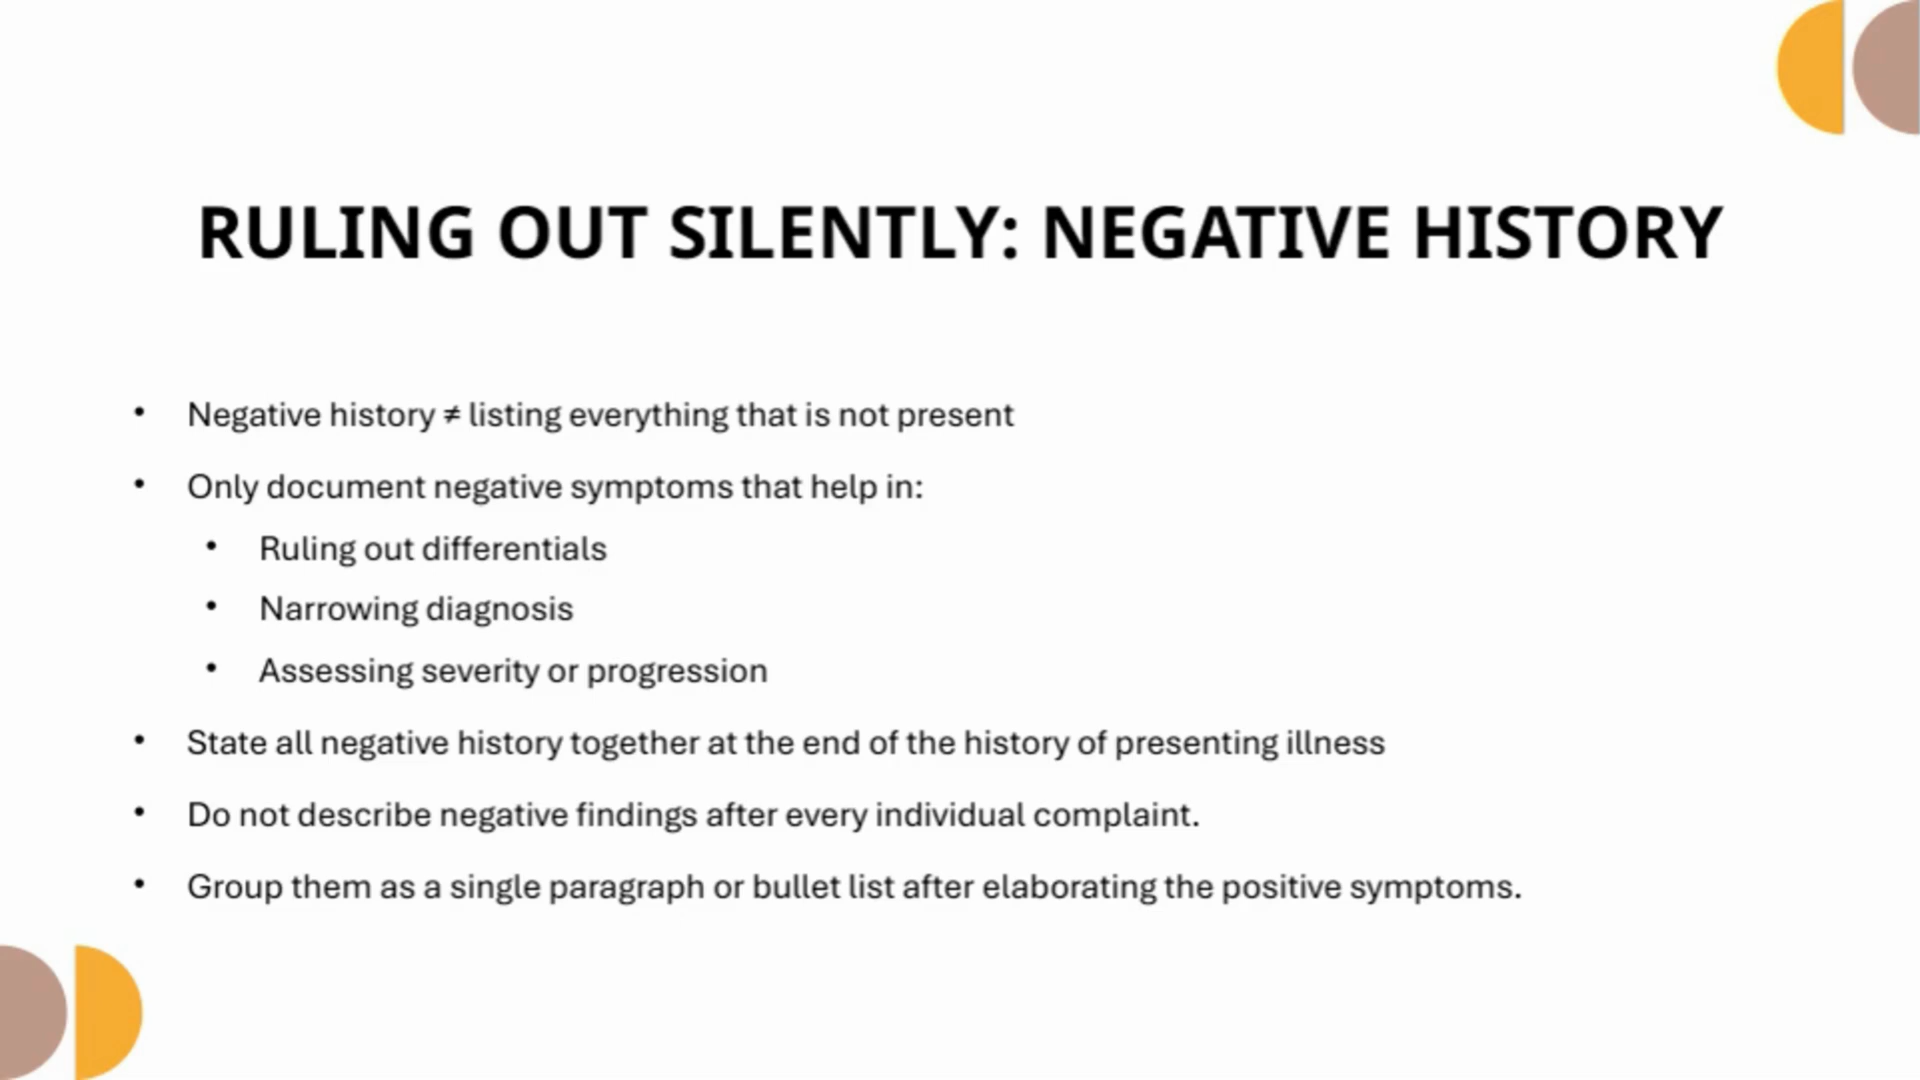 RULING OUT SILENTLY: NEGATIVE HISTORY
• Negative history ≠ listing everything that is not present
• Only document negative symptoms that help in:
• Ruling out differentials
• Narrowing diagnosis
• Assessing severity or progression
• State all negative history together at the end of the history of presenting illness
• Do not describe negative findings after every individual complaint.
• Group them as a single paragraph or bullet list after elaborating the positive symptoms.